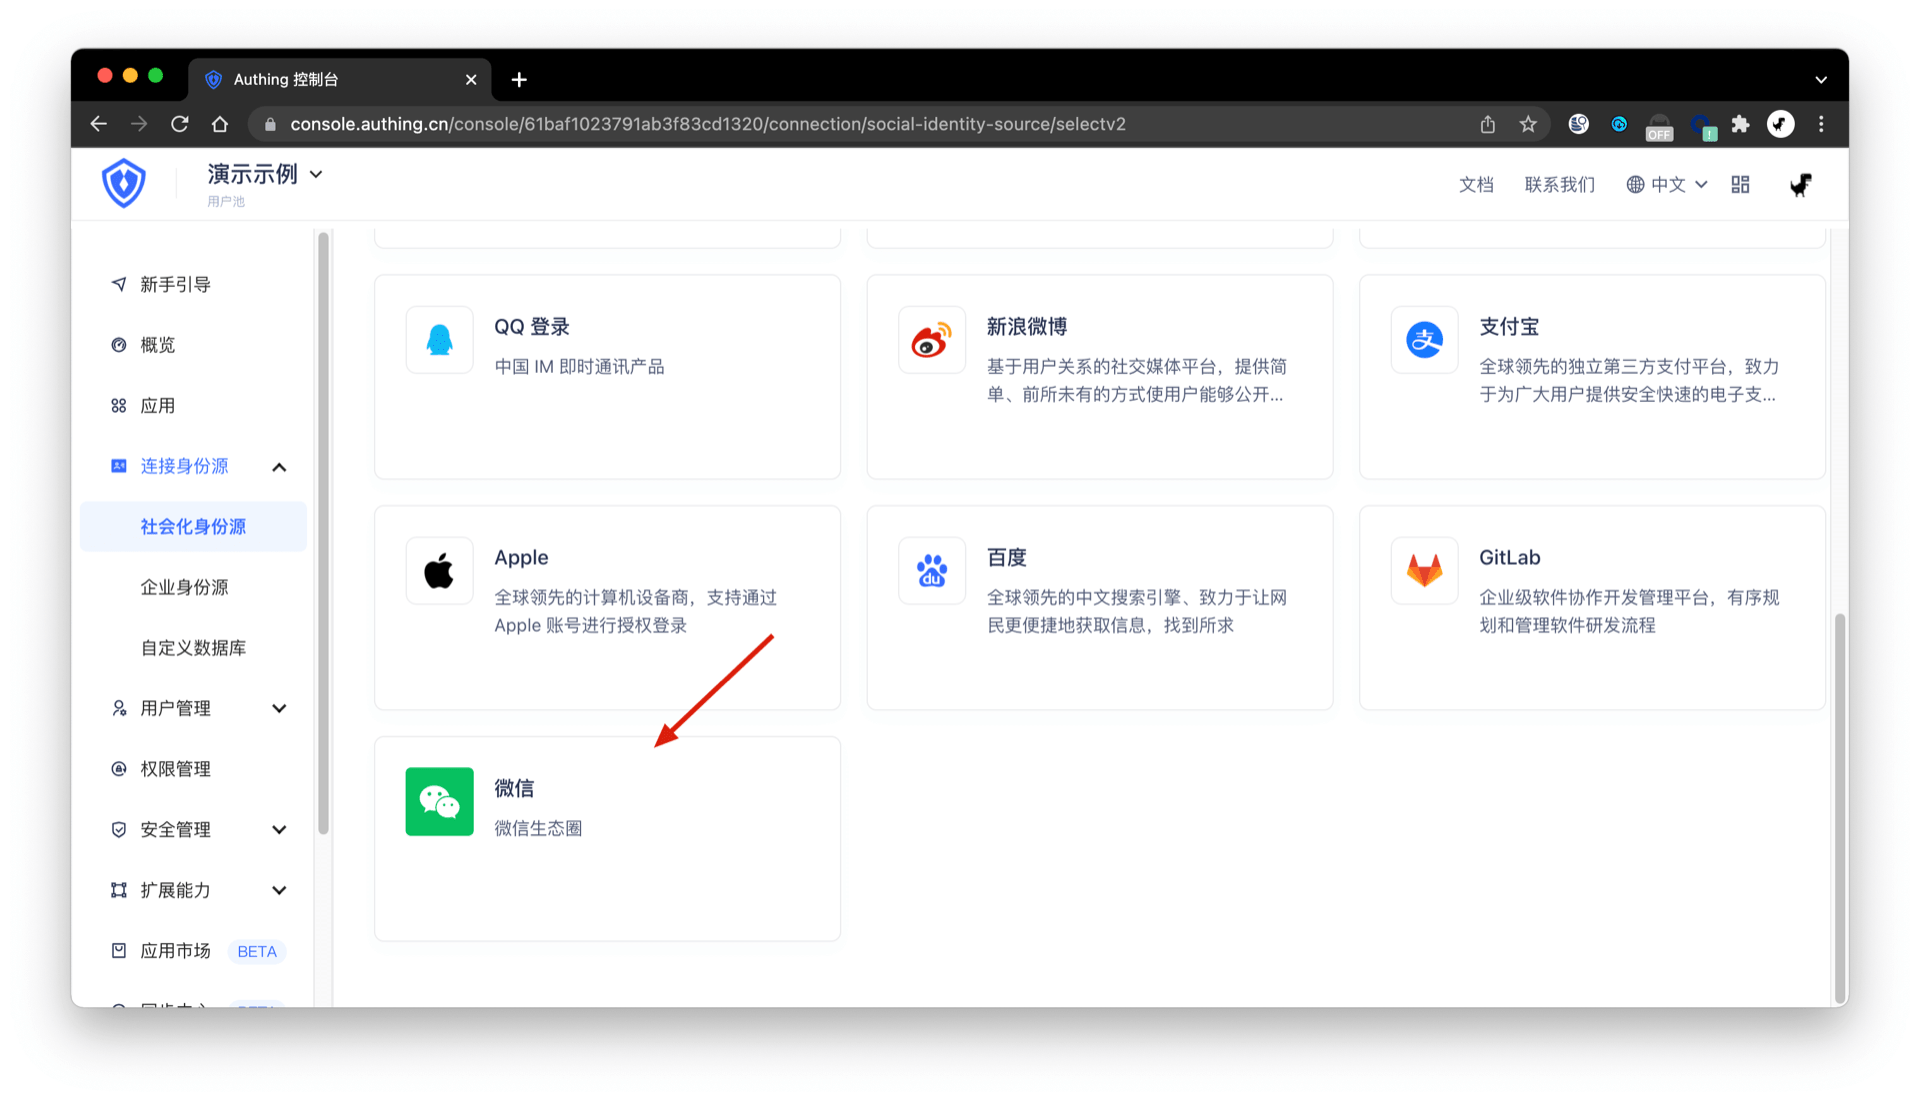 Authing 控制台
console.authing.cn/console/61baf1023791ab3f83cd1320/connection/social-identity-source/selectv2
OFF
演示示例
用户池
文档
联系我们
中文
新手引导
概览
应用
连接身份源
社会化身份源
企业身份源
自定义数据库
用户管理
权限管理
安全管理
扩展能力
应用市场 BETA
QQ 登录
中国 IM 即时通讯产品
新浪微博
基于用户关系的社交媒体平台，提供简
单、前所未有的方式使用户能够公开...
支付宝
全球领先的独立第三方支付平台，致力
于为广大用户提供安全快速的电子支...
Apple
全球领先的计算机设备商，支持通过
Apple 账号进行授权登录
百度
du
全球领先的中文搜索引擎、致力于让网
民更便捷地获取信息，找到所求
GitLab
企业级软件协作开发管理平台，有序规
划和管理软件研发流程
微信
微信生态圈